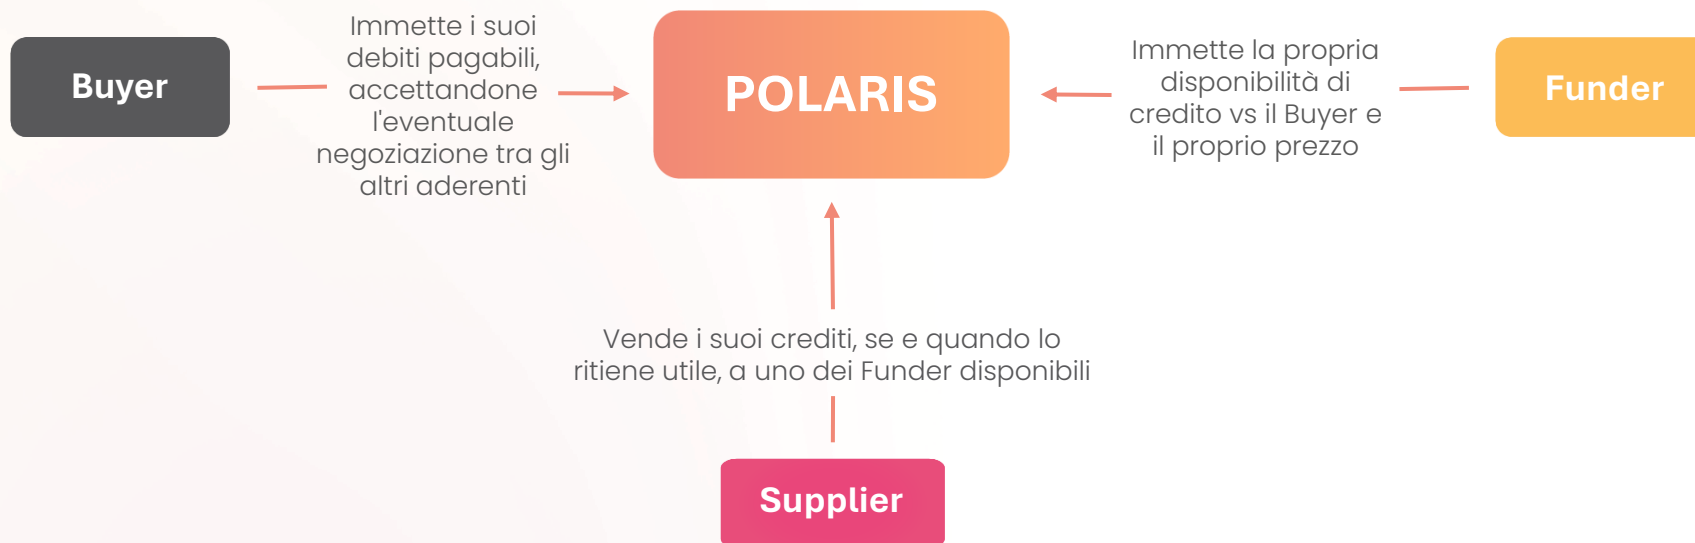 Buyer
Immette i suoi
debiti pagabili,
accettandone
l'eventuale
negoziazione tra gli
altri aderenti
POLARIS
Immette la propria
disponibilità di
credito vs il Buyer e
il proprio prezzo
Funder
Vende i suoi crediti, se e quando lo
ritiene utile, a uno dei Funder disponibili
Supplier